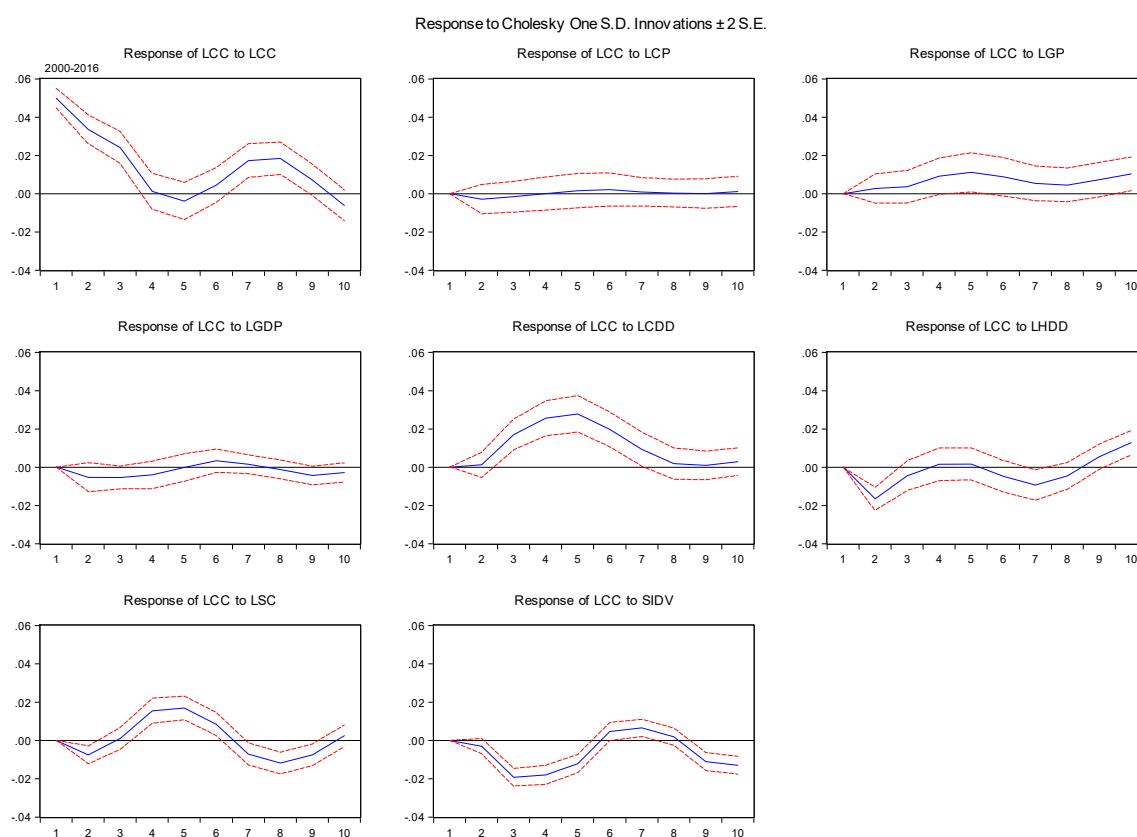 Response to Cholesky One S.D. Innovations ± 2 S.E.
Response of LCC to LCC
Response of LCC to LCP
Response of LCC to LGP
2000-2016
.06
.04
.02
.00
-.02
-.04
1 2 3 4 5 6 7 8 9 10
.06
.04
.02
.00
-.02
-.04
1 2 3 4 5 6 7 8 9 10
.06
.04
.02
.00
-.02
-.04
1 2 3 4 5 6 7 8 9 10
Response of LCC to LGDP
Response of LCC to LCDD
Response of LCC to LHDD
.06
.04
.02
.00
-.02
-.04
1 2 3 4 5 6 7 8 9 10
.06
.04
.02
.00
-.02
-.04
1 2 3 4 5 6 7 8 9 10
.06
.04
.02
.00
-.02
-.04
1 2 3 4 5 6 7 8 9 10
Response of LCC to LSC
Response of LCC to SIDV
.06
.04
.02
.00
-.02
-.04
1 2 3 4 5 6 7 8 9 10
.06
.04
.02
.00
-.02
-.04
1 2 3 4 5 6 7 8 9 10